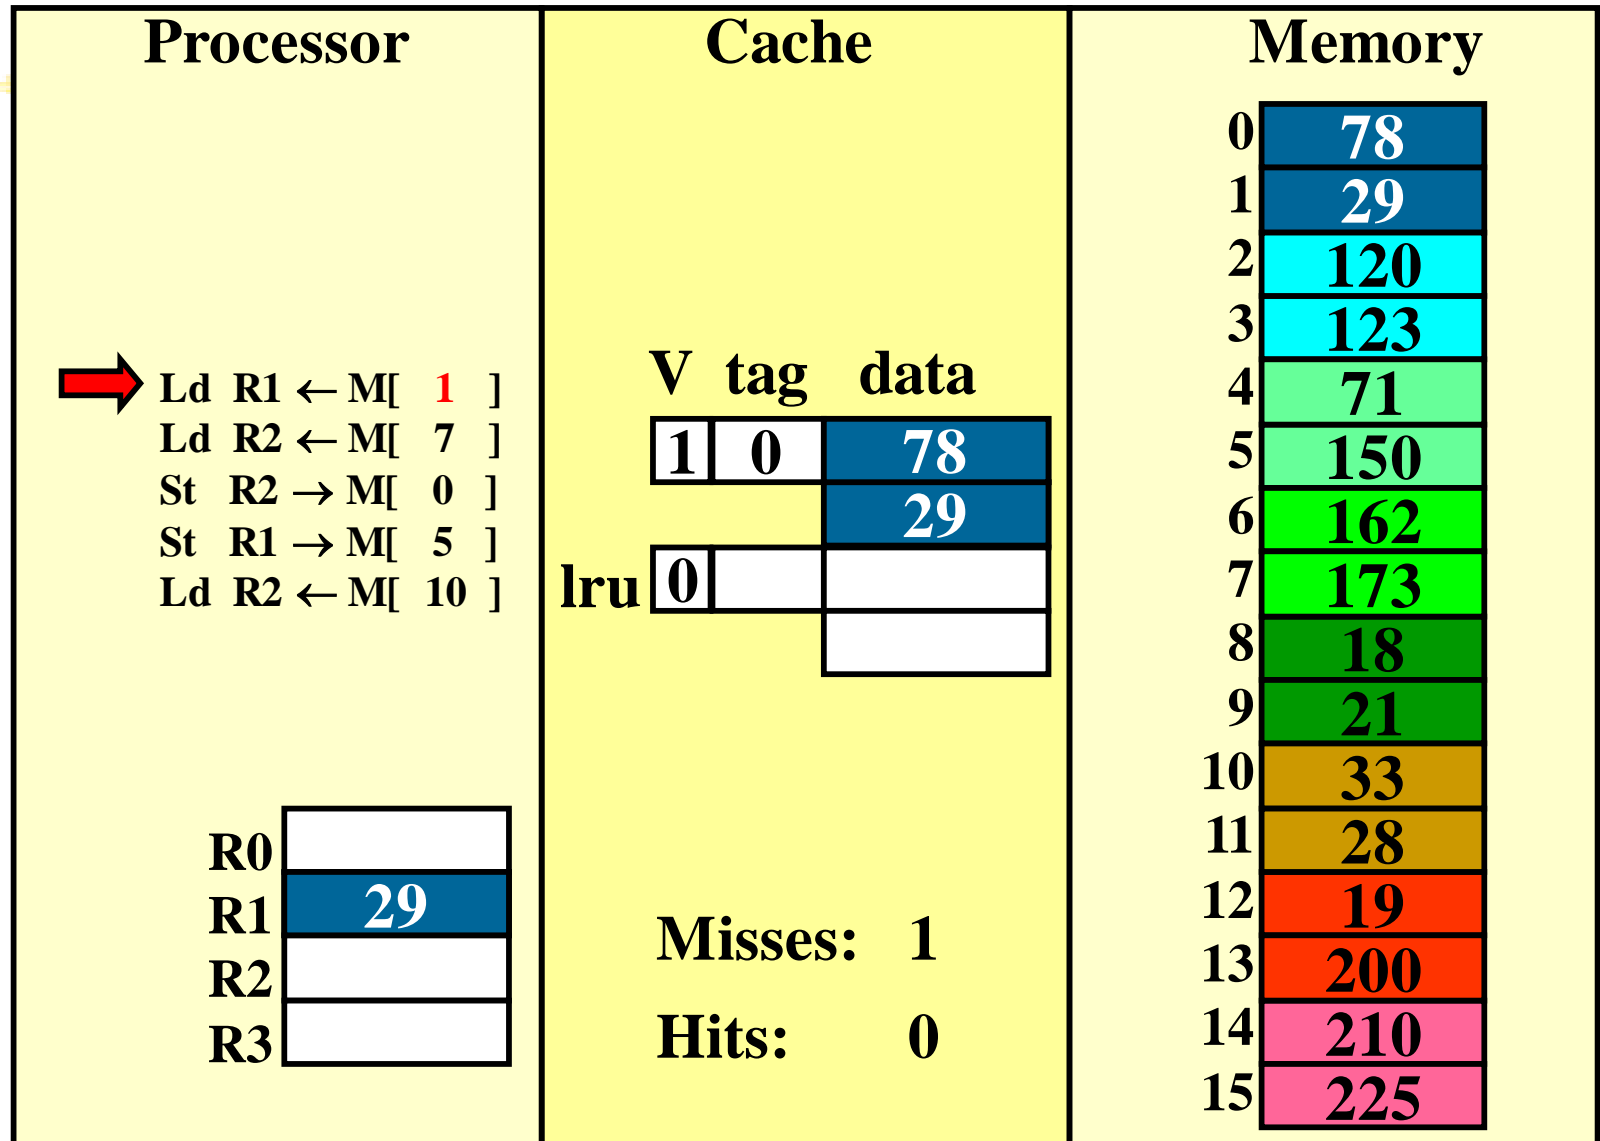 Processor
Ld R1 ← M[ 1 ]
Ld R2 ← M[ 7 ]
St R2 → M[ 0 ]
St R1 → M[ 5 ]
Ld R2 ← M[ 10 ]
R0
R1 29
R2
R3
Cache
V tag data
1 0 78
29
lru 0
Misses: 1
Hits: 0
Memory
0 78
1 29
2 120
3 123
4 71
5 150
6 162
7 173
8 18
9 21
10 33
11 28
12 19
13 200
14 210
15 225